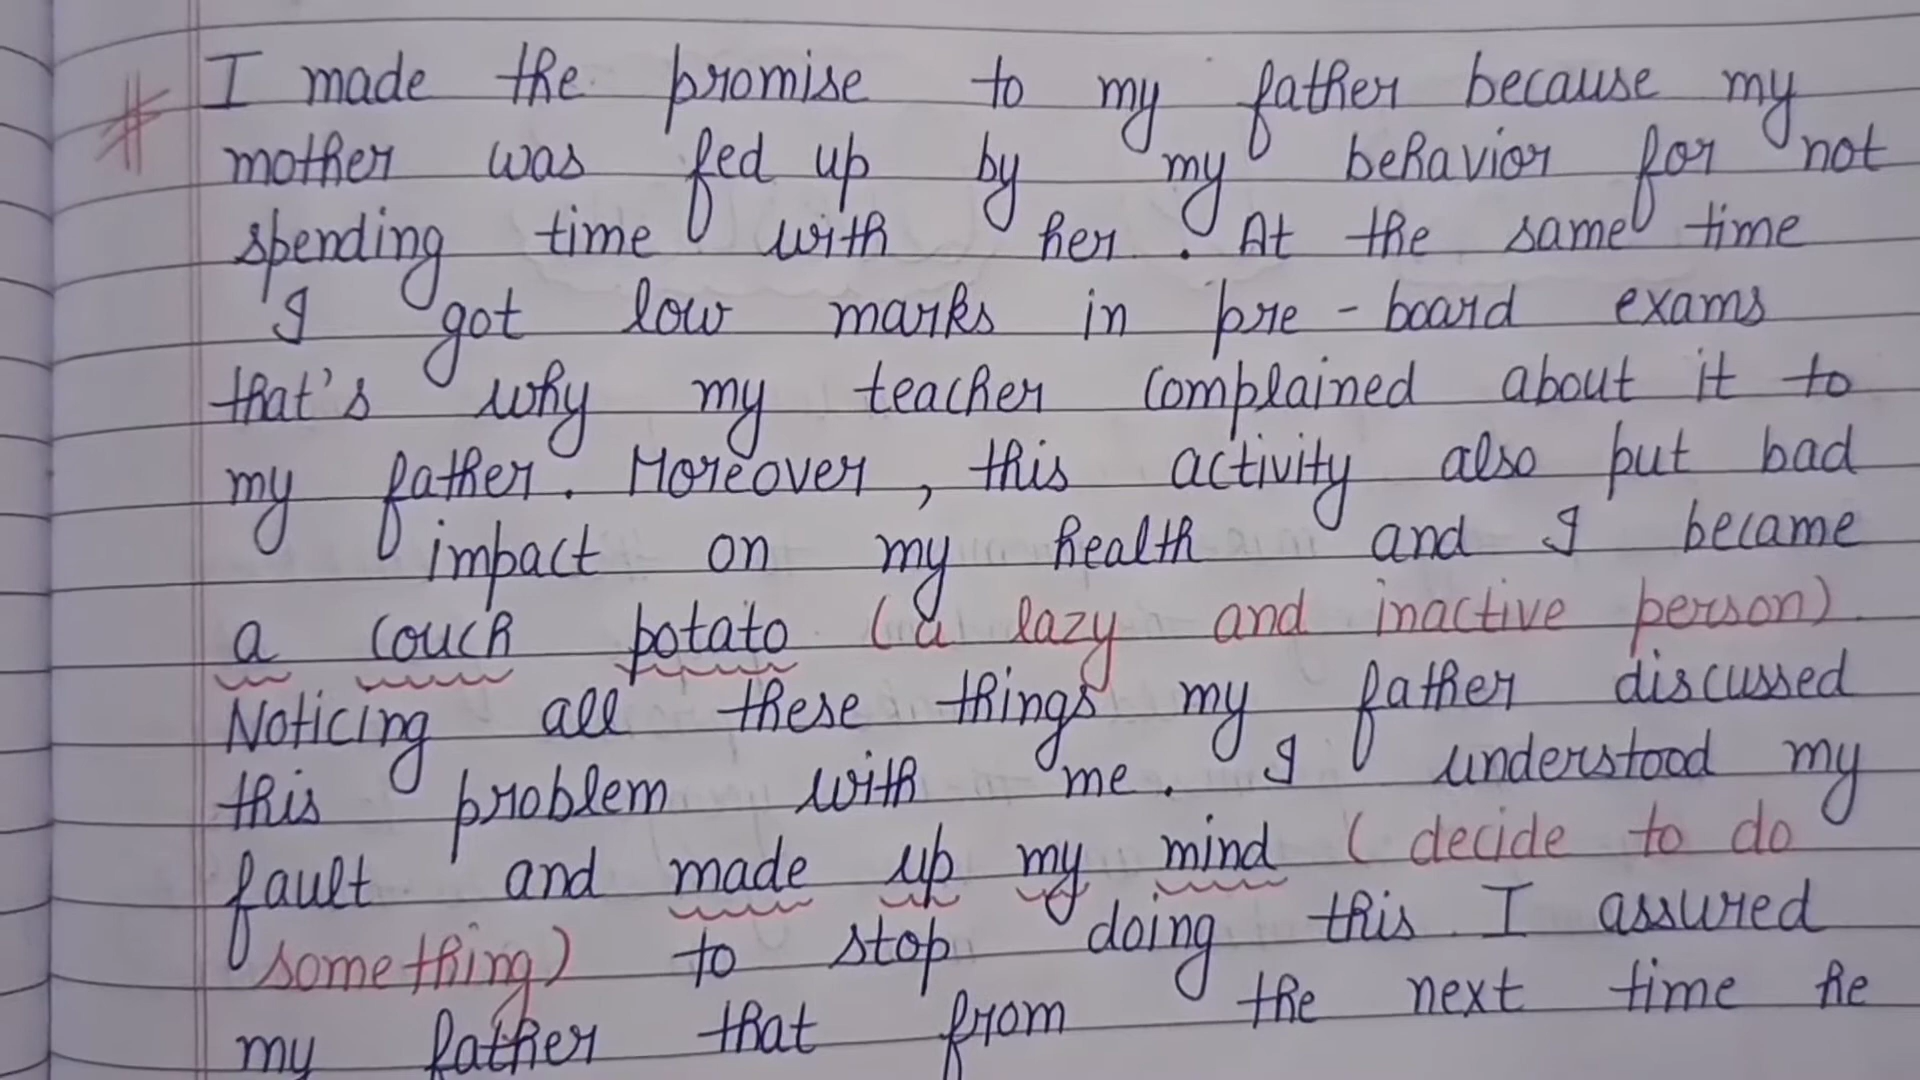 # I made the promise to my father because my
mother was fed up by my behavior for not
spending time with her. At the same time
I got low marks in pre-board exams
that's why my teacher complained about it to
my father. Moreover, this activity also put bad
impact on my health and I became
a couch potato (a lazy and inactive person).
Noticing all these things my father discussed
this problem with me. I understood my
fault and made up my mind (decide to do
something) to stop doing this. I assured
my father that from the next time he